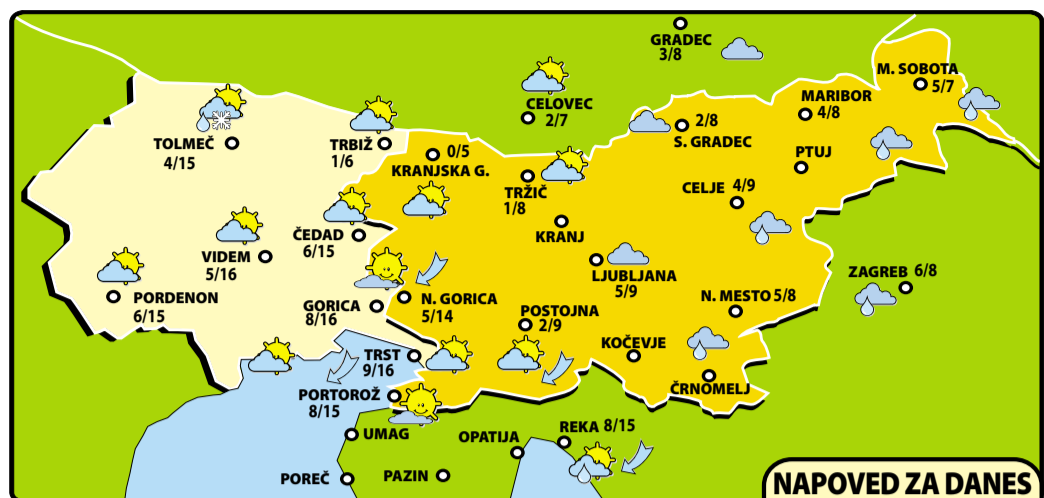 GRADEC
3/8
M. SOBOTA
5/7
CELOVEC
2/7
MARIBOR
4/8
2/8
S. GRADEC
TOLMEČ
4/15
TRBIŽ
1/6
0/5
KRANJSKA G.
PTUJ
TRŽIČ
1/8
CELJE 4/9
KRANJ
ČEDAD
6/15
VIDEM
5/16
LJUBLJANA
5/9
ZAGREB 6/8
PORDENON
6/15
GORICA
8/16
N. GORICA
5/14
POSTOJNA
2/9
N. MESTO 5/8
KOČEVJE
TRST
9/16
ČRNOMELJ
PORTOROŽ
8/15
UMAG
OPATIJA
REKA 8/15
POREČ
PAZIN
NAPOVED ZA DANES